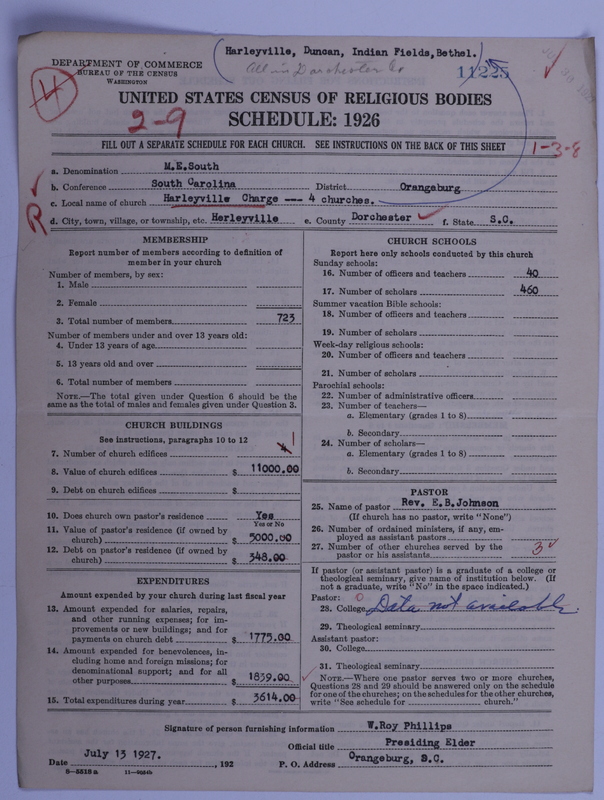 Harleyville, Duncan, Indian Fields, Bethel.
All in Dorchester Co
DEPARTMENT OF COMMERCE
BUREAU OF THE CENSUS
WASHINGTON
11225
4
UNITED STATES CENSUS OF RELIGIOUS BODIES
2-9
SCHEDULE: 1926
FILL OUT A SEPARATE SCHEDULE FOR EACH CHURCH. SEE INSTRUCTIONS ON THE BACK OF THIS SHEET
1-3-8
a. Denomination M.E.South
b. Conference South Carolina District Orangeburg
c. Local name of church Harleyville Charge --- 4 churches.
R
d. City, town, village, or township, etc. Harleyville e. County Dorchester f. State S.C.
MEMBERSHIP
Report number of members according to definition of
member in your church
Number of members, by sex:
1. Male
2. Female
3. Total number of members 723
Number of members under and over 13 years old:
4. Under 13 years of age
5. 13 years old and over
6. Total number of members
NOTE.—The total given under Question 6 should be the
same as the total of males and females given under Question 3.
CHURCH BUILDINGS
See instructions, paragraphs 10 to 12
7. Number of church edifices 4 1
8. Value of church edifices $ 11000.00
9. Debt on church edifices $
10. Does church own pastor's residence Yes
Yes or No
11. Value of pastor's residence (if owned by
church) $ 5000.00
12. Debt on pastor's residence (if owned by
church) $ 348.00
EXPENDITURES
Amount expended by your church during last fiscal year
13. Amount expended for salaries, repairs,
and other running expenses; for im-
provements or new buildings; and for
payments on church debt $ 1775.00
14. Amount expended for benevolences, in-
cluding home and foreign missions; for
denominational support; and for all
other purposes $ 1839.00
15. Total expenditures during year $ 3614.00
CHURCH SCHOOLS
Report here only schools conducted by this church
Sunday schools:
16. Number of officers and teachers 40
17. Number of scholars 460
Summer vacation Bible schools:
18. Number of officers and teachers
19. Number of scholars
Week-day religious schools:
20. Number of officers and teachers
21. Number of scholars
Parochial schools:
22. Number of administrative officers
23. Number of teachers—
a. Elementary (grades 1 to 8)
b. Secondary
24. Number of scholars—
a. Elementary (grades 1 to 8)
b. Secondary
PASTOR
25. Name of pastor Rev. E.B.Johnson
(If church has no pastor, write "None")
26. Number of ordained ministers, if any, em-
ployed as assistant pastors
27. Number of other churches served by the
pastor or his assistants 3
If pastor (or assistant pastor) is a graduate of a college or
theological seminary, give name of institution below. (If
not a graduate, write "No" in the space indicated.)
Pastor:
28. College Data not available.
29. Theological seminary
Assistant pastor:
30. College
31. Theological seminary
NOTE.—Where one pastor serves two or more churches,
Questions 28 and 29 should be answered only on the schedule
for one of the churches; on the schedules for the other churches,
write "See schedule for church."
Signature of person furnishing information W.Roy Phillips
Official title Presiding Elder
Date July 13 1927. , 192 P. O. Address Orangeburg, S.C.
8-5518a 11-9684b